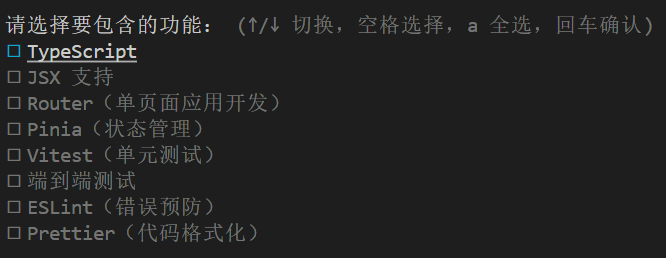 请选择要包含的功能： (↑/↓ 切换，空格选择，a 全选，回车确认)
TypeScript
JSX 支持
Router（单页面应用开发）
Pinia（状态管理）
Vitest（单元测试）
端到端测试
ESLint（错误预防）
Prettier（代码格式化）